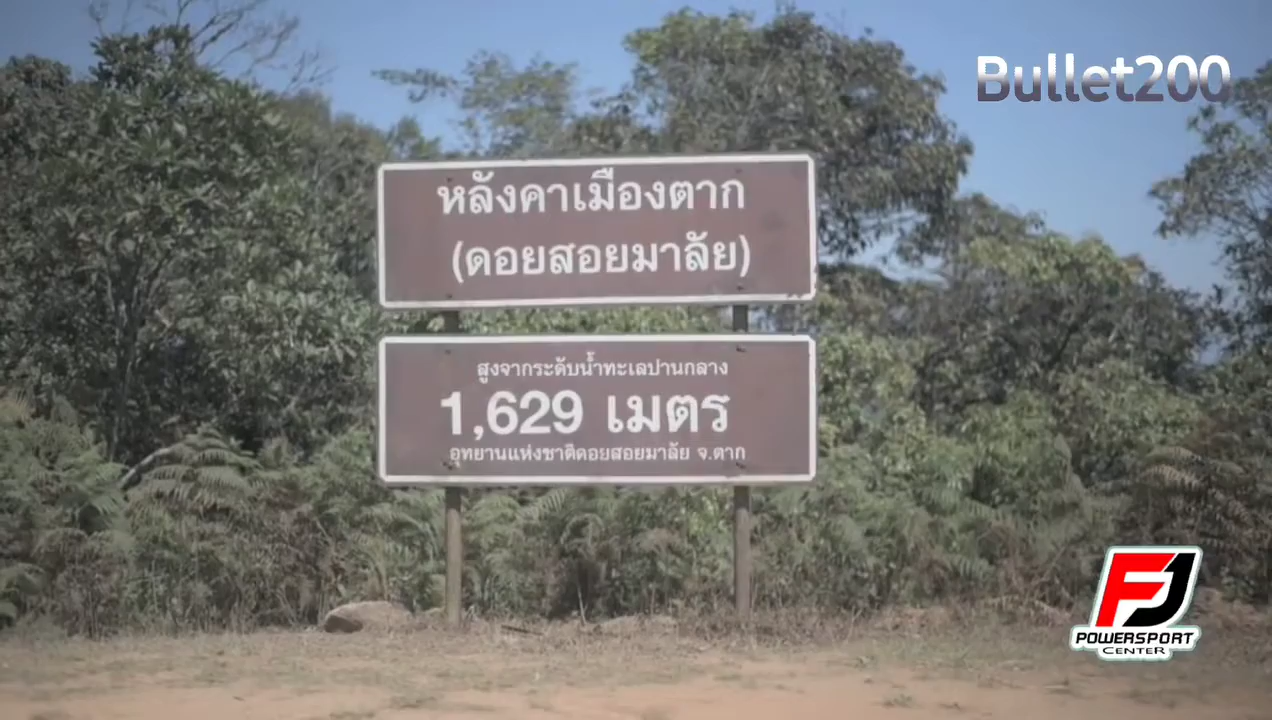 Bullet200
หลังคาเมืองตาก
(ดอยสอยมาลัย)
สูงจากระดับน้ำทะเลปานกลาง
1,629 เมตร
อุทยานแห่งชาติดอยสอยมาลัย จ.ตาก
FJ
POWERSPORT
CENTER